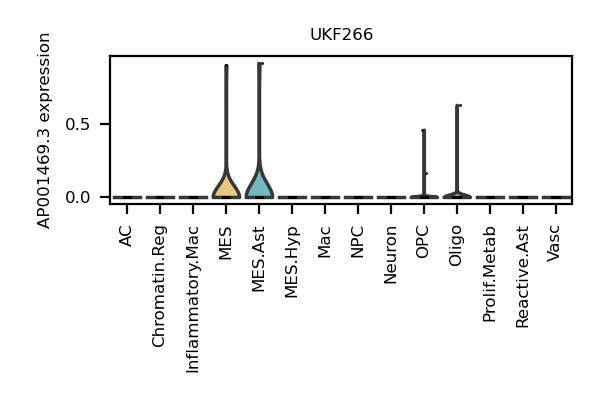 UKF266
AP001469.3 expression
0.5
0.0
AC
Chromatin.Reg
Inflammatory.Mac
MES
MES.Ast
MES.Hyp
Mac
NPC
Neuron
OPC
Oligo
Prolif.Metab
Reactive.Ast
Vasc